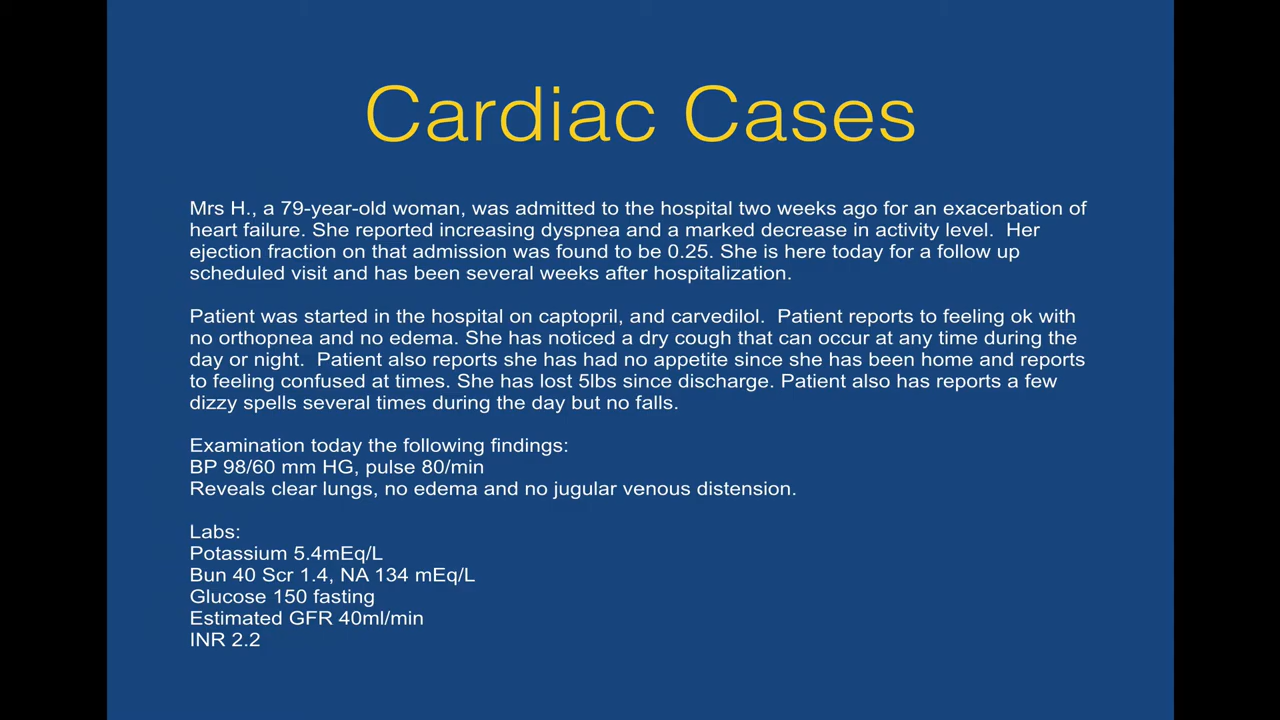 Cardiac Cases
Mrs H., a 79-year-old woman, was admitted to the hospital two weeks ago for an exacerbation of
heart failure. She reported increasing dyspnea and a marked decrease in activity level.  Her
ejection fraction on that admission was found to be 0.25. She is here today for a follow up
scheduled visit and has been several weeks after hospitalization.
Patient was started in the hospital on captopril, and carvedilol.  Patient reports to feeling ok with
no orthopnea and no edema. She has noticed a dry cough that can occur at any time during the
day or night.  Patient also reports she has had no appetite since she has been home and reports
to feeling confused at times. She has lost 5lbs since discharge. Patient also has reports a few
dizzy spells several times during the day but no falls.
Examination today the following findings:
BP 98/60 mm HG, pulse 80/min
Reveals clear lungs, no edema and no jugular venous distension.
Labs:
Potassium 5.4mEq/L
Bun 40 Scr 1.4, NA 134 mEq/L
Glucose 150 fasting
Estimated GFR 40ml/min
INR 2.2